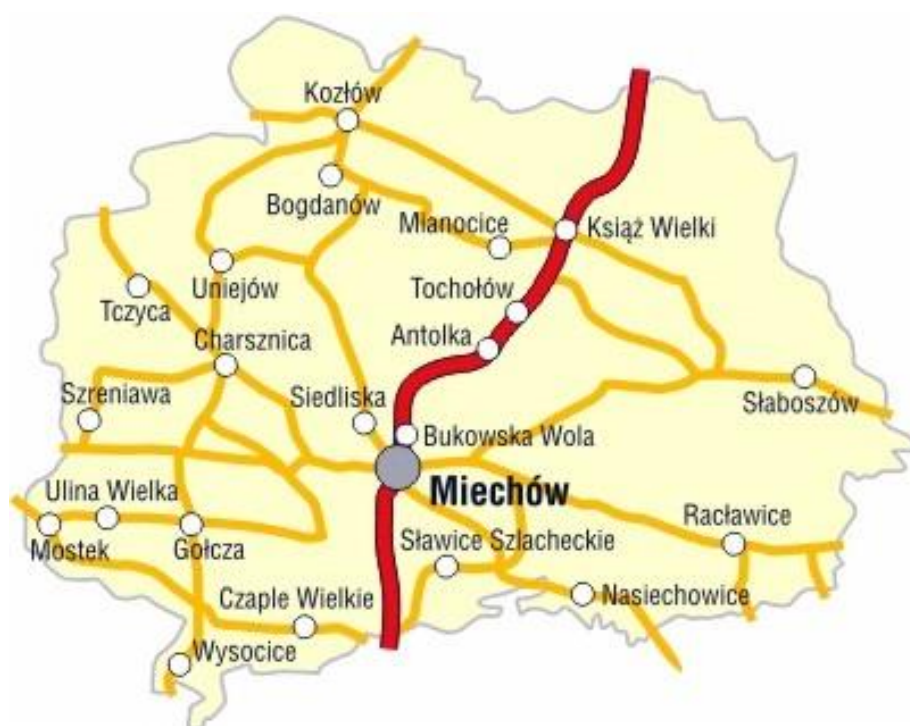 Kozłów
Bogdanów
Mianocice
Książ Wielki
Uniejów
Tczyca
Tochołów
Charsznica
Antolka
Szreniawa
Siedliska
Słaboszów
Bukowska Wola
Miechów
Ulina Wielka
Racławice
Mostek
Gołcza
Sławice Szlacheckie
Czaple Wielkie
Nasiechowice
Wysocice